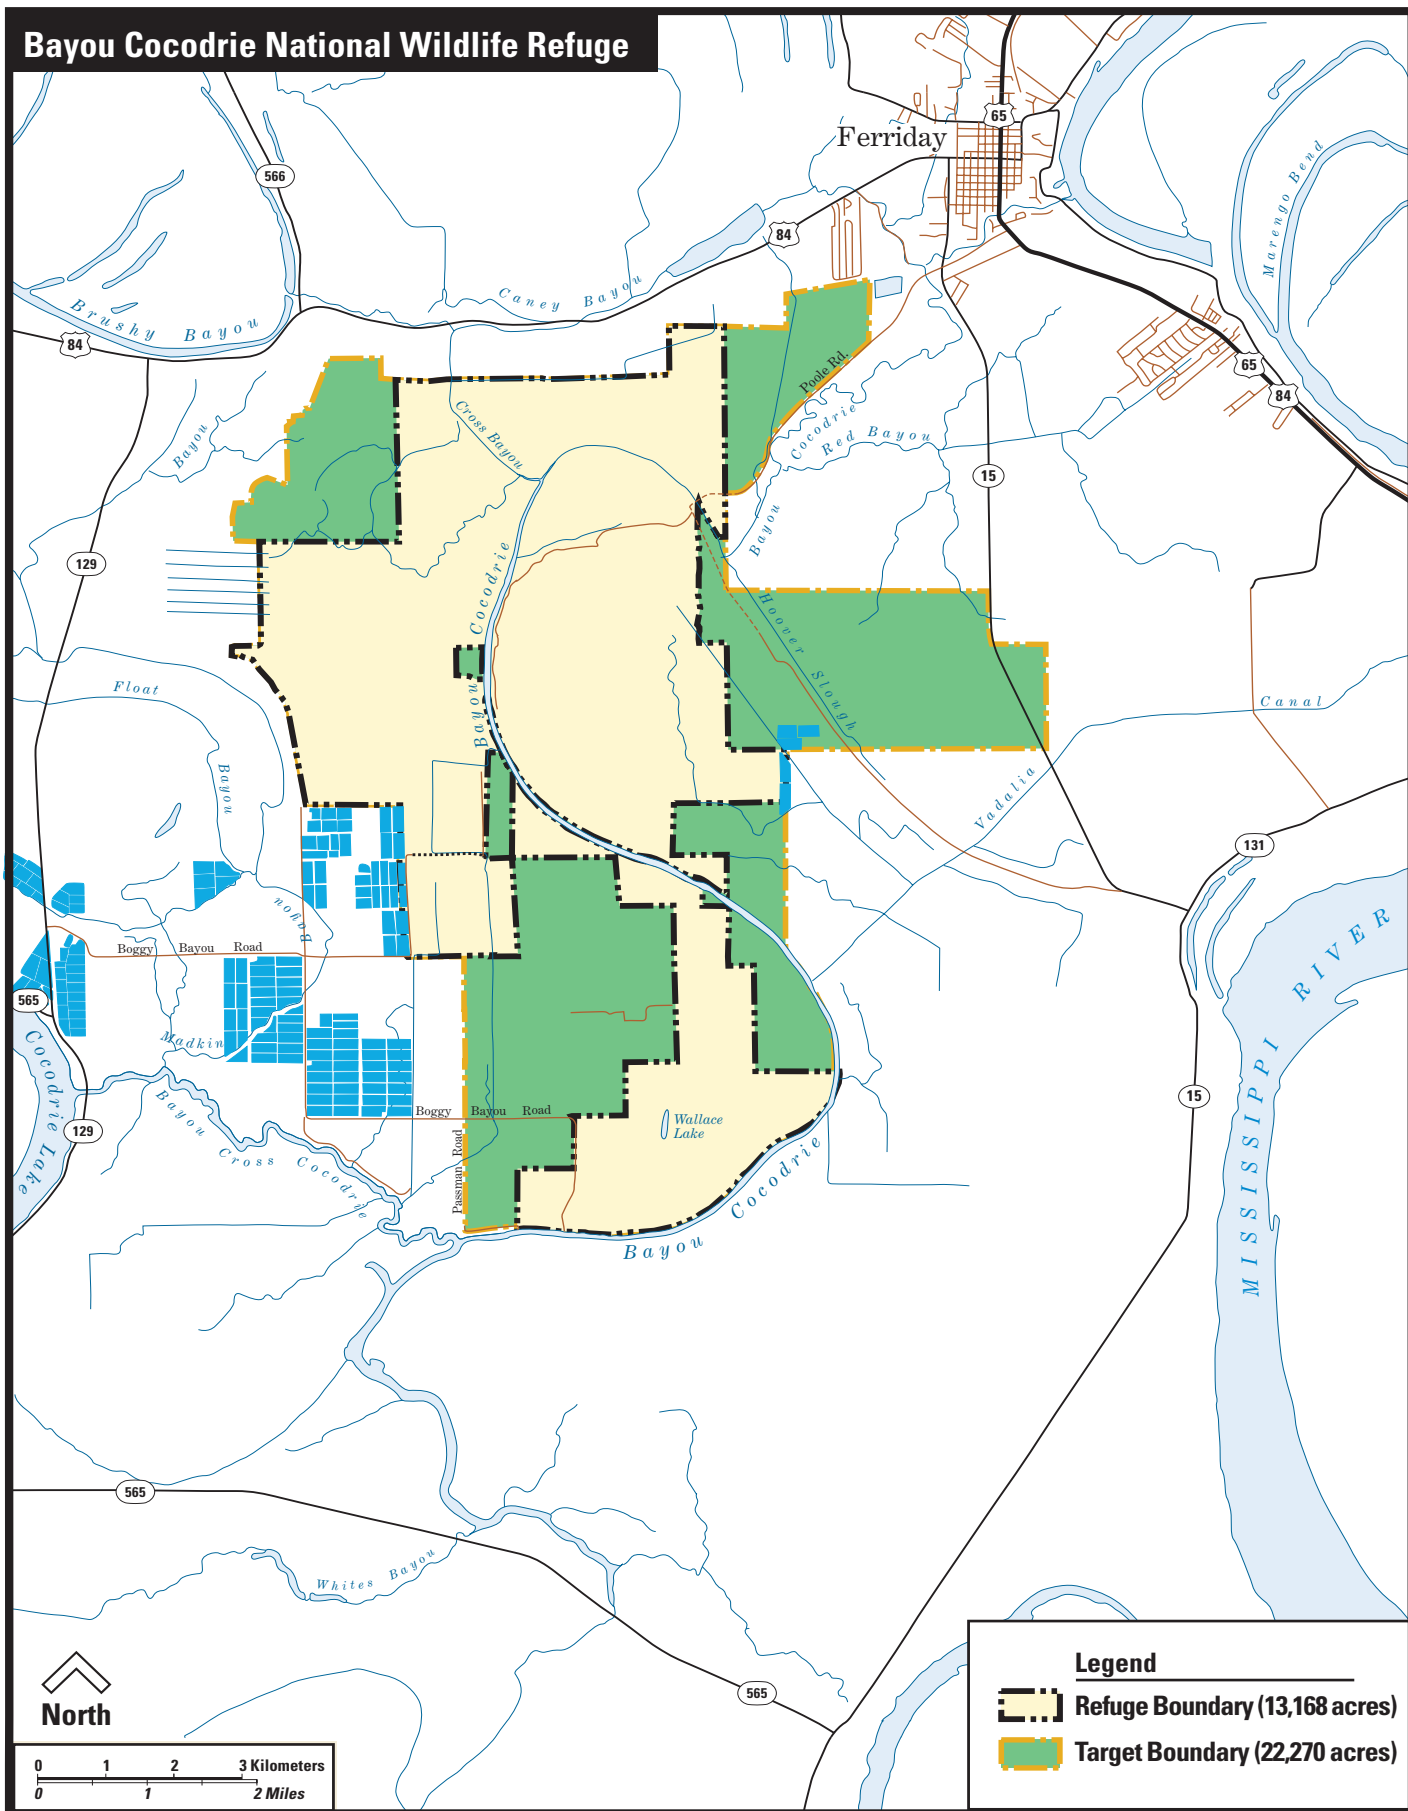 Bayou Cocodrie National Wildlife Refuge
65
Ferriday
566
84
Marengo Bend
Caney Bayou
Brushy Bayou
84
65
84
Poole Rd.
Cross Bayou
Cocodrie
Red Bayou
Bayou
15
Bayou
129
Bayou Cocodrie
Hoover Slough
Float
Bayou
Canal
Vadalia
131
Bayou
Boggy Bayou Road
MISSISSIPPI RIVER
565
Madkin
Cocodrie Lake
Bayou Cross Cocodrie
129
Boggy Bayou Road
Passman Road
Wallace
Lake
15
Bayou Cocodrie
565
Whites Bayou
565
North
0 1 2 3 Kilometers
0 1 2 Miles
Legend
Refuge Boundary (13,168 acres)
Target Boundary (22,270 acres)